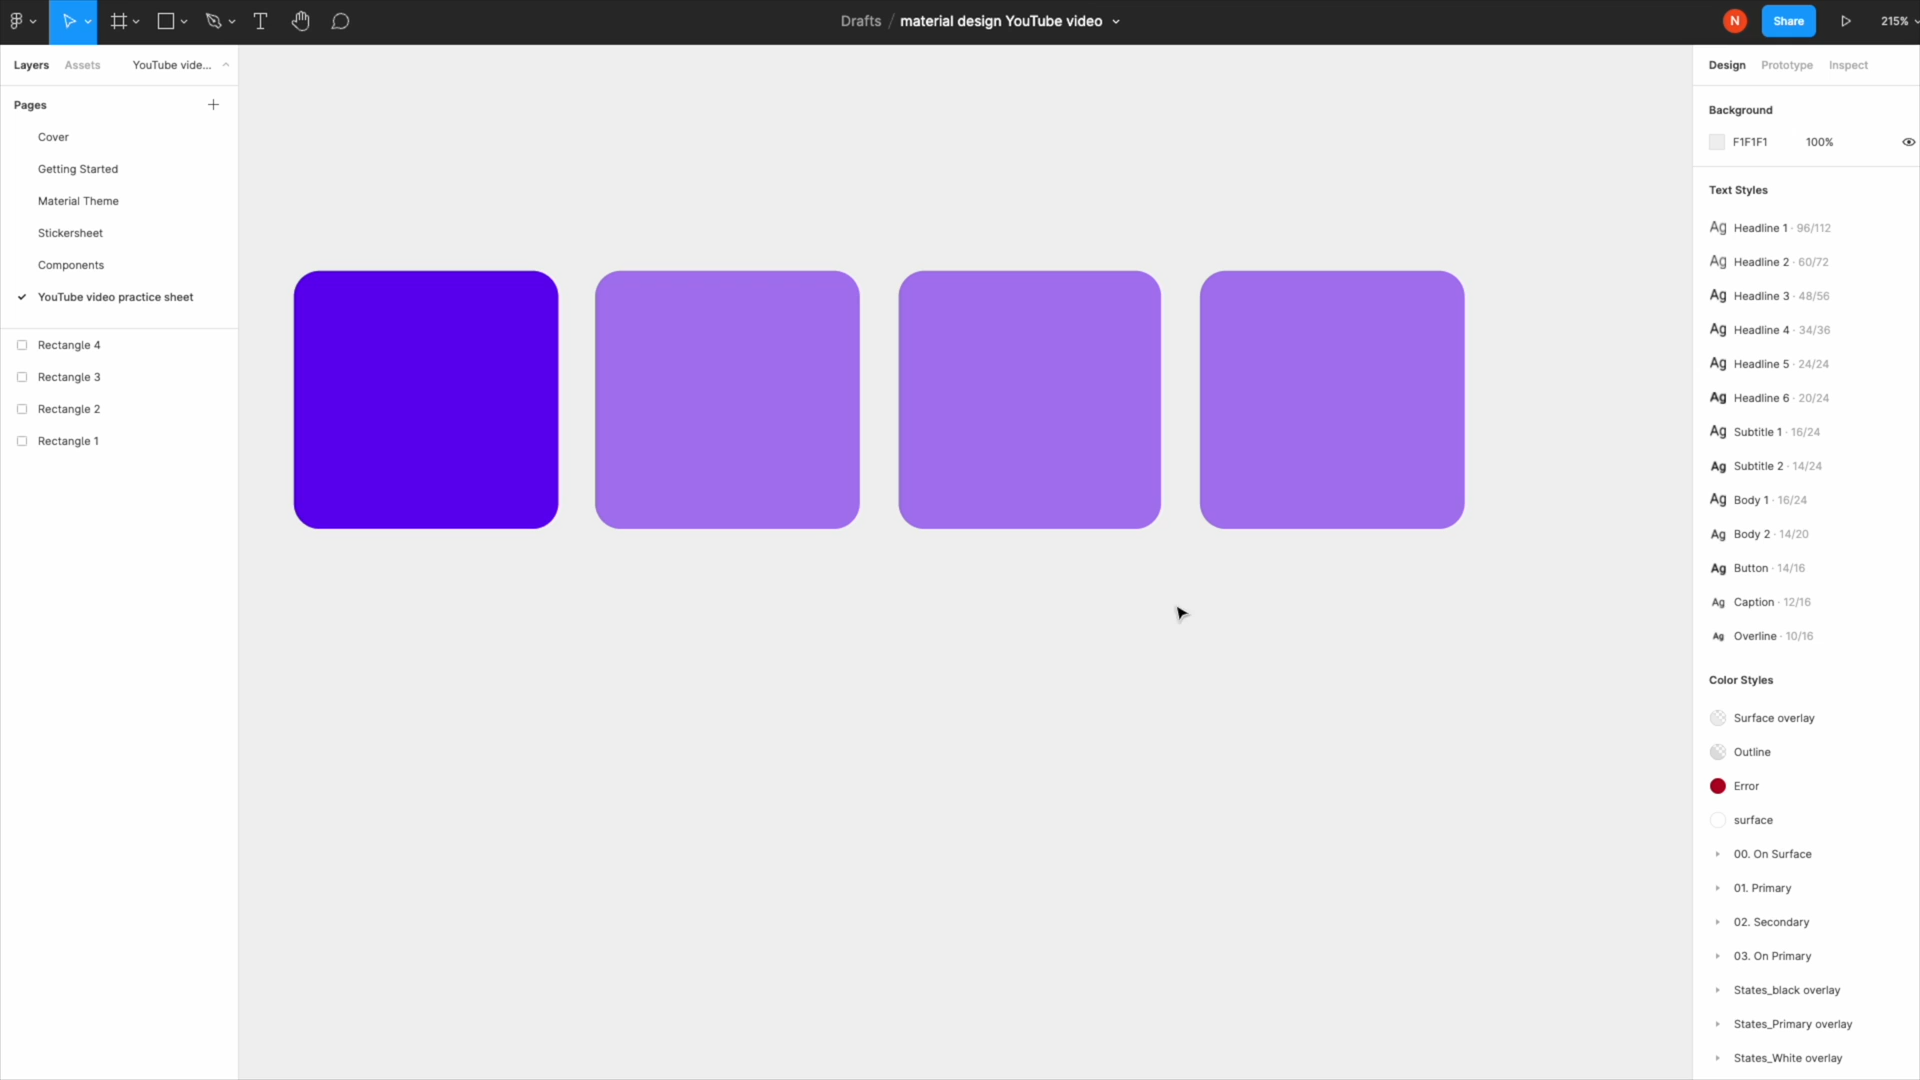 Drafts / material design YouTube video
N
Share
215%
Layers Assets YouTube vide...
Pages
Cover
Getting Started
Material Theme
Stickersheet
Components
YouTube video practice sheet
Rectangle 4
Rectangle 3
Rectangle 2
Rectangle 1
Design Prototype Inspect
Background
F1F1F1 100%
Text Styles
Ag Headline 1 · 96/112
Ag Headline 2 · 60/72
Ag Headline 3 · 48/56
Ag Headline 4 · 34/36
Ag Headline 5 · 24/24
Ag Headline 6 · 20/24
Ag Subtitle 1 · 16/24
Ag Subtitle 2 · 14/24
Ag Body 1 · 16/24
Ag Body 2 · 14/20
Ag Button · 14/16
Ag Caption · 12/16
Ag Overline · 10/16
Color Styles
Surface overlay
Outline
Error
surface
00. On Surface
01. Primary
02. Secondary
03. On Primary
States_black overlay
States_Primary overlay
States_White overlay